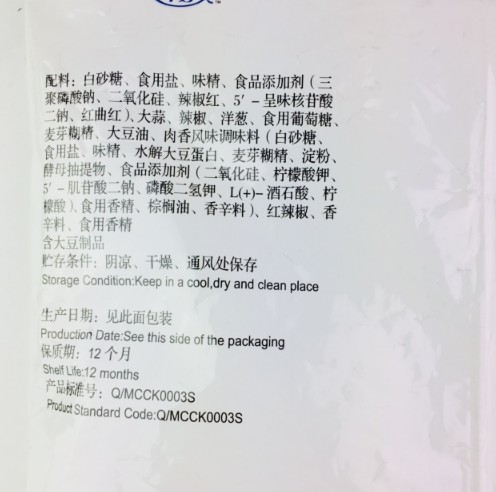 配料：白砂糖、食用盐、味精、食品添加剂（三
聚磷酸钠、二氧化硅、辣椒红、5′－呈味核苷酸
二钠、红曲红）、大蒜、辣椒、洋葱、食用葡萄糖、
麦芽糊精、大豆油、肉香风味调味料（白砂糖、
食用盐、味精、水解大豆蛋白、麦芽糊精、淀粉、
酵母抽提物、食品添加剂（二氧化硅、柠檬酸钾、
5′－肌苷酸二钠、磷酸二氢钾、L(+)-酒石酸、柠
檬酸）、食用香精、棕榈油、香辛料）、红辣椒、香
辛料、食用香精
含大豆制品
贮存条件：阴凉、干燥、通风处保存
Storage Condition:Keep in a cool,dry and clean place
生产日期：见此面包装
Production Date:See this side of the packaging
保质期：12个月
Shelf Life:12 months
产品标准号：Q/MCCK0003S
Product Standard Code:Q/MCCK0003S